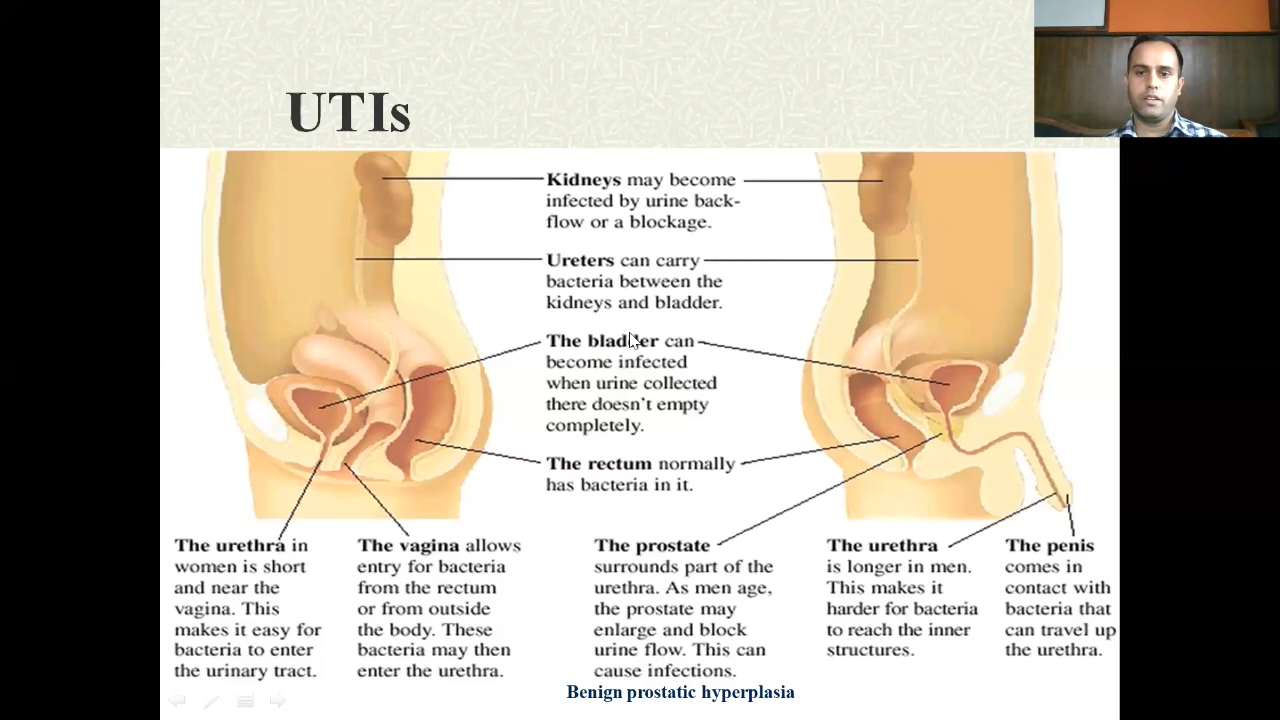 UTIs
Kidneys may become
infected by urine back-
flow or a blockage.
Ureters can carry
bacteria between the
kidneys and bladder.
The bladder can
become infected
when urine collected
there doesn’t empty
completely.
The rectum normally
has bacteria in it.
The urethra in
women is short
and near the
vagina. This
makes it easy for
bacteria to enter
the urinary tract.
The vagina allows
entry for bacteria
from the rectum
or from outside
the body. These
bacteria may then
enter the urethra.
The prostate
surrounds part of the
urethra. As men age,
the prostate may
enlarge and block
urine flow. This can
cause infections.
The urethra
is longer in men.
This makes it
harder for bacteria
to reach the inner
structures.
The penis
comes in
contact with
bacteria that
can travel up
the urethra.
Benign prostatic hyperplasia